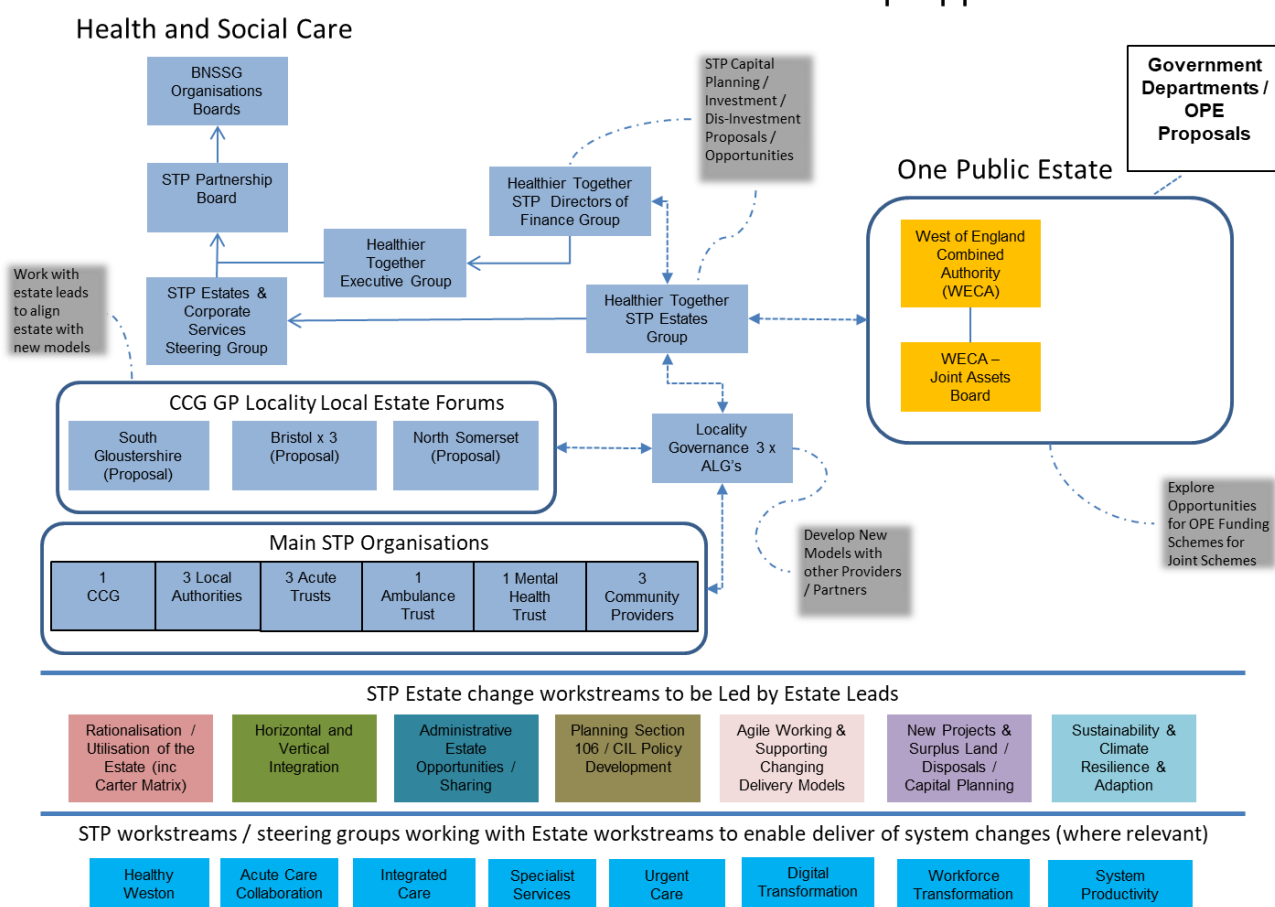 Health and Social Care
BNSSG
Organisations
Boards
STP Partnership
Board
STP Estates &
Corporate
Services
Steering Group
Healthier
Together
Executive Group
Healthier Together
STP Directors of
Finance Group
Healthier Together
STP Estates
Group
STP Capital
Planning /
Investment /
Dis-Investment
Proposals /
Opportunities
Government
Departments /
OPE
Proposals
One Public Estate
West of England
Combined
Authority
(WECA)
WECA –
Joint Assets
Board
Work with
estate leads
to align
estate with
new models
CCG GP Locality Local Estate Forums
South
Gloustershire
(Proposal)
Bristol x 3
(Proposal)
North Somerset
(Proposal)
Locality
Governance 3 x
ALG's
Explore
Opportunities
for OPE Funding
Schemes for
Joint Schemes
Develop New
Models with
other Providers
/ Partners
Main STP Organisations
1
CCG
3 Local
Authorities
3 Acute
Trusts
1
Ambulance
Trust
1 Mental
Health
Trust
3
Community
Providers
STP Estate change workstreams to be Led by Estate Leads
Rationalisation /
Utilisation of the
Estate (inc
Carter Matrix)
Horizontal and
Vertical
Integration
Administrative
Estate
Opportunities /
Sharing
Planning Section
106 / CIL Policy
Development
Agile Working &
Supporting
Changing
Delivery Models
New Projects &
Surplus Land /
Disposals /
Capital Planning
Sustainability &
Climate
Resilience &
Adaption
STP workstreams / steering groups working with Estate workstreams to enable deliver of system changes (where relevant)
Healthy
Weston
Acute Care
Collaboration
Integrated
Care
Specialist
Services
Urgent
Care
Digital
Transformation
Workforce
Transformation
System
Productivity